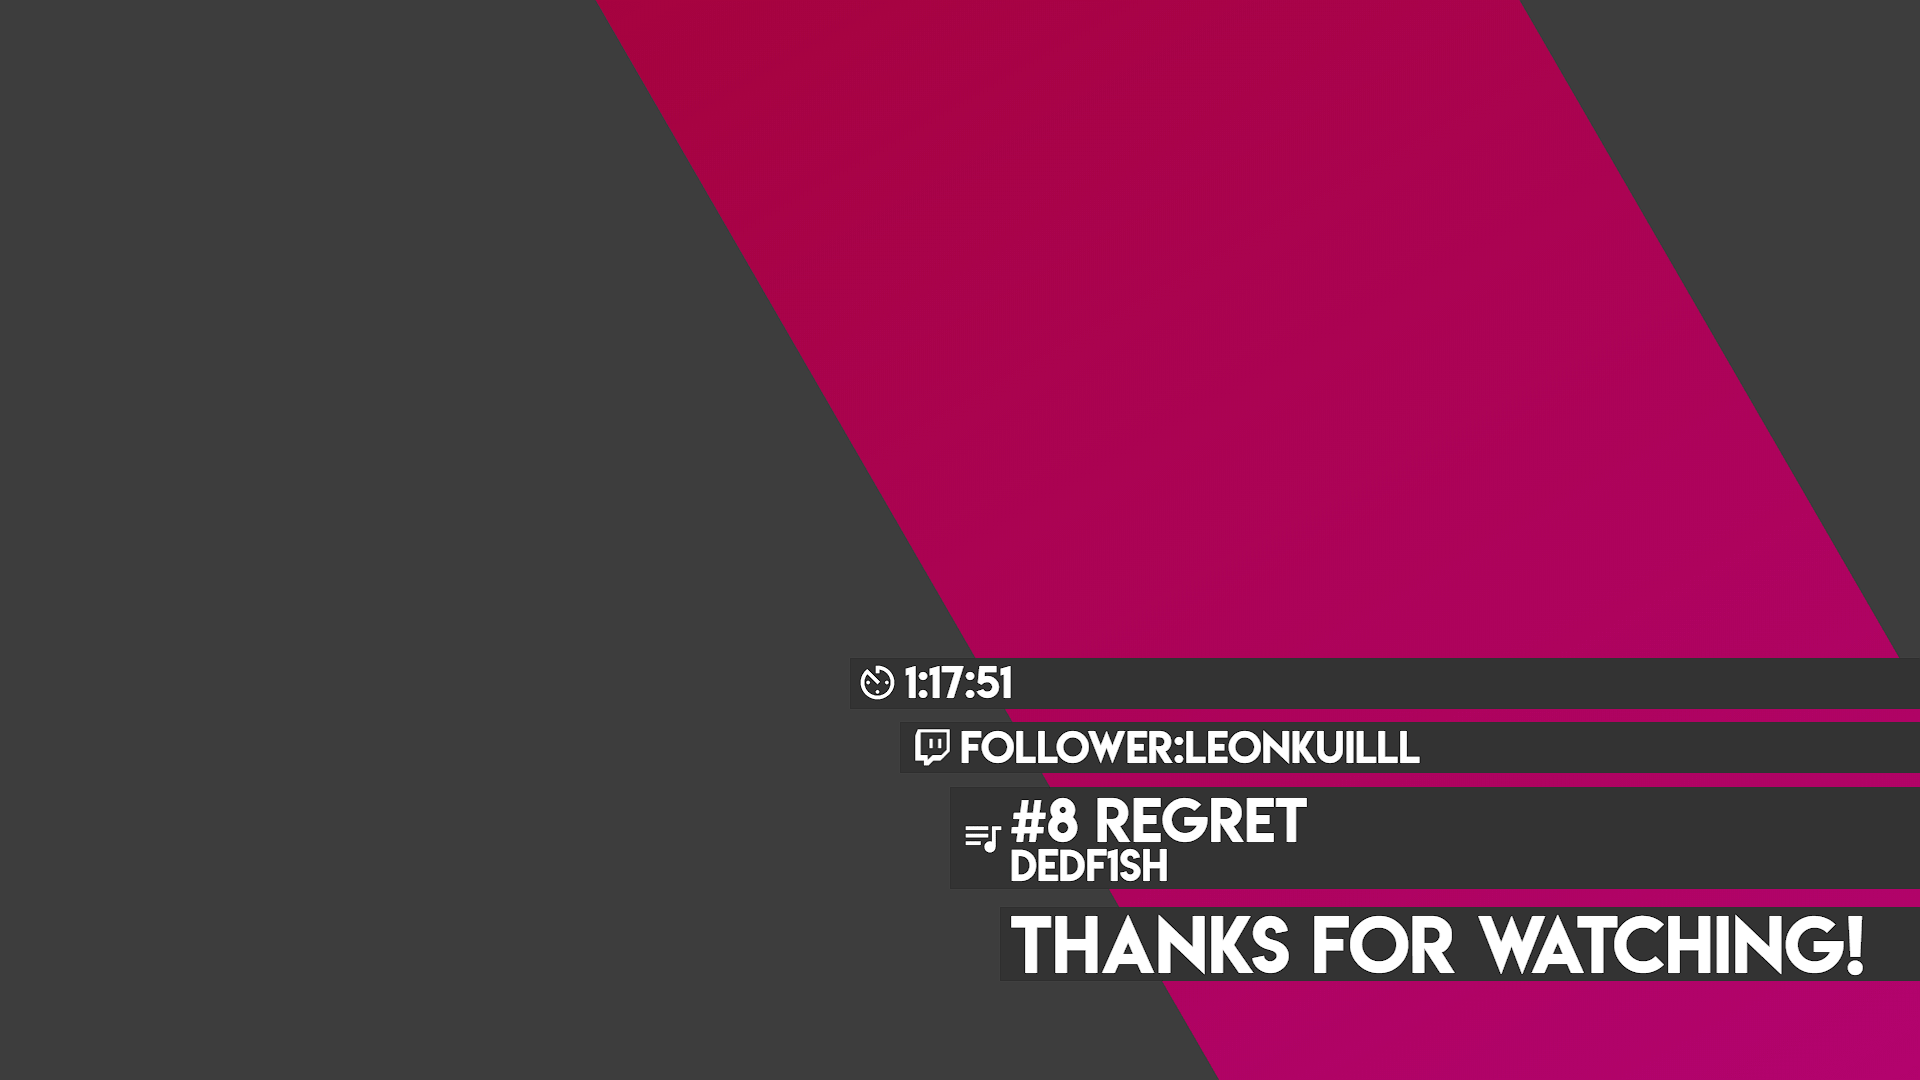 1:17:51
FOLLOWER:LEONKUILLL
#8 REGRET
DEDF1SH
THANKS FOR WATCHING!